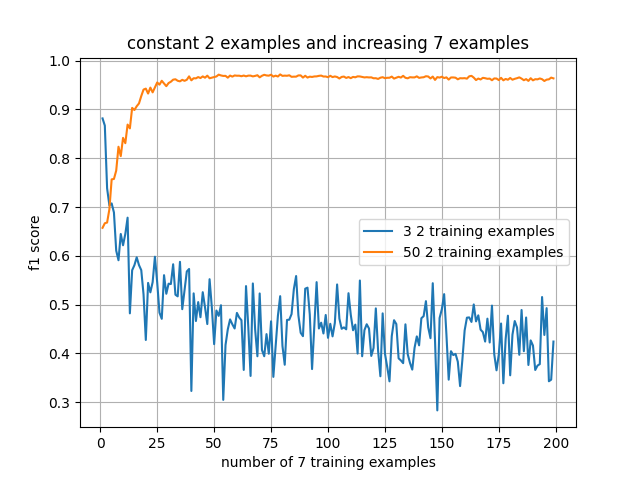 constant 2 examples and increasing 7 examples
1.0
0.9
0.8
0.7
0.6
0.5
0.4
0.3
f1 score
3 2 training examples
50 2 training examples
0 25 50 75 100 125 150 175 200
number of 7 training examples